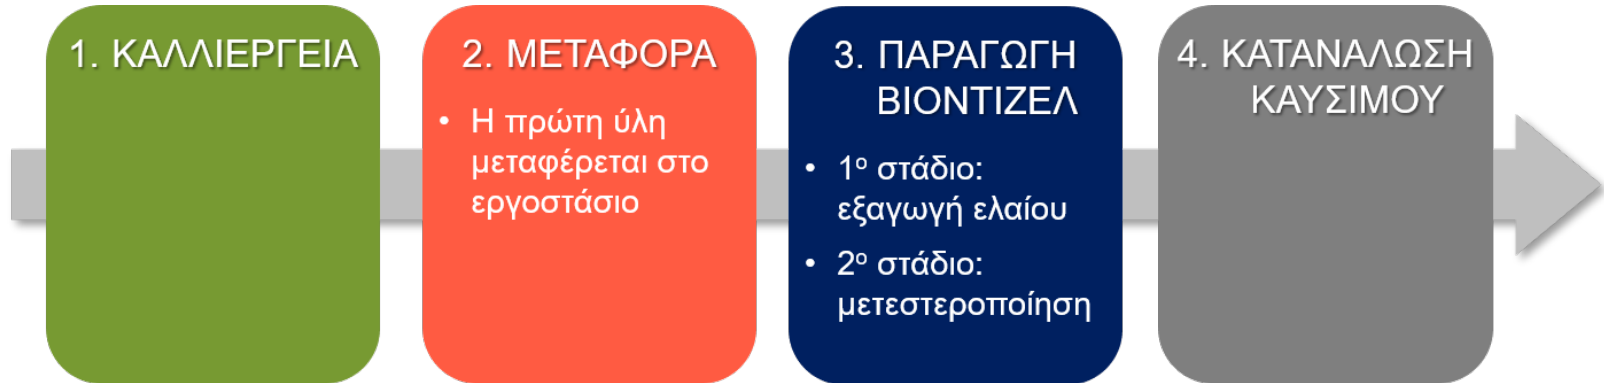 1. ΚΑΛΛΙΕΡΓΕΙΑ
2. ΜΕΤΑΦΟΡΑ
• Η πρώτη ύλη
μεταφέρεται στο
εργοστάσιο
3. ΠΑΡΑΓΩΓΗ
ΒΙΟΝΤΙΖΕΛ
• 1ο στάδιο:
εξαγωγή ελαίου
• 2ο στάδιο:
μετεστεροποίηση
4. ΚΑΤΑΝΑΛΩΣΗ
ΚΑΥΣΙΜΟΥ